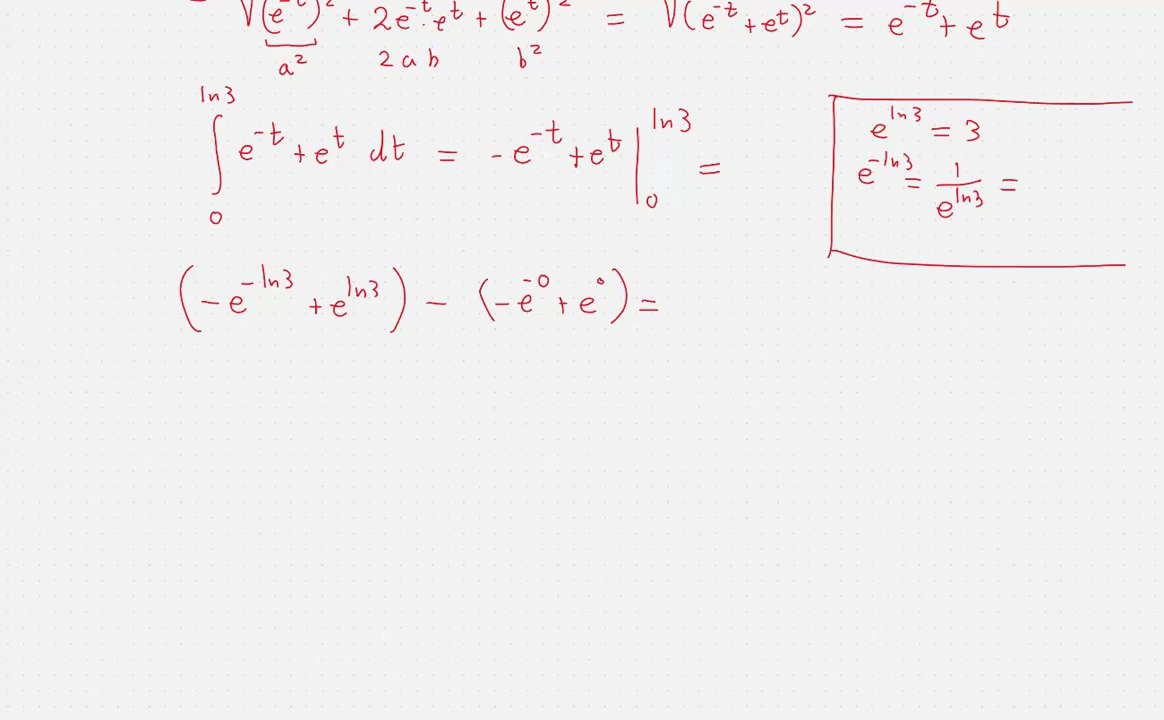 = √(e^-t)² + 2e^-t · e^t + (e^t)² = √(e^-t + e^t)² = e^-t + e^t
a² 2ab b²
∫₀^ln3 e^-t + e^t dt = -e^-t + e^t |₀^ln3 =
e^ln3 = 3
e^-ln3 = 1/e^ln3 =
(-e^-ln3 + e^ln3) - (-e^-0 + e^0) =